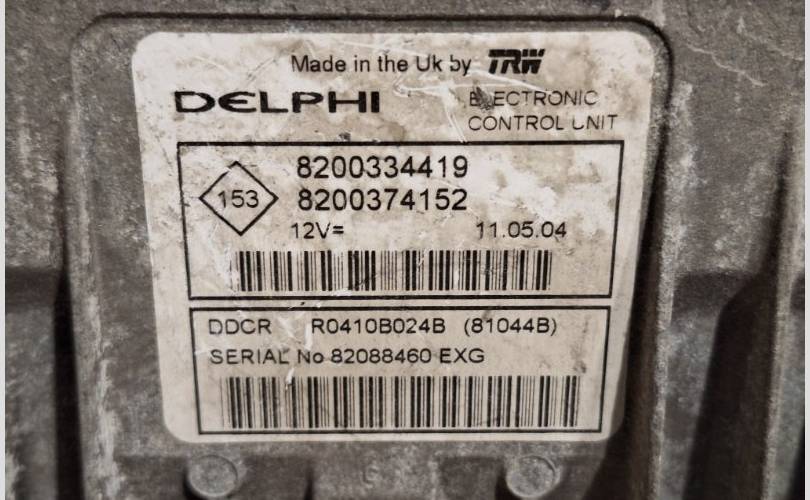 Made in the Uk by TRW
DELPHI
ELECTRONIC
CONTROL UNIT
8200334419
153
8200374152
12V=
11.05.04
DDCR R0410B024B (81044B)
SERIAL No 82088460 EXG